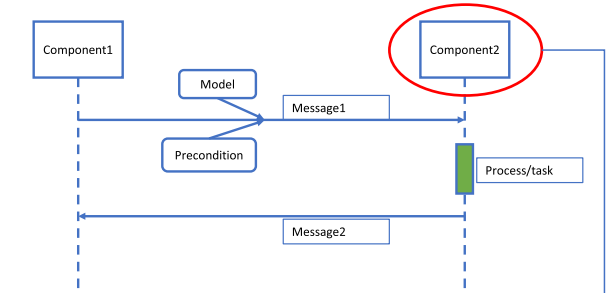 Component1
Component2
Model
Message1
Precondition
Process/task
Message2